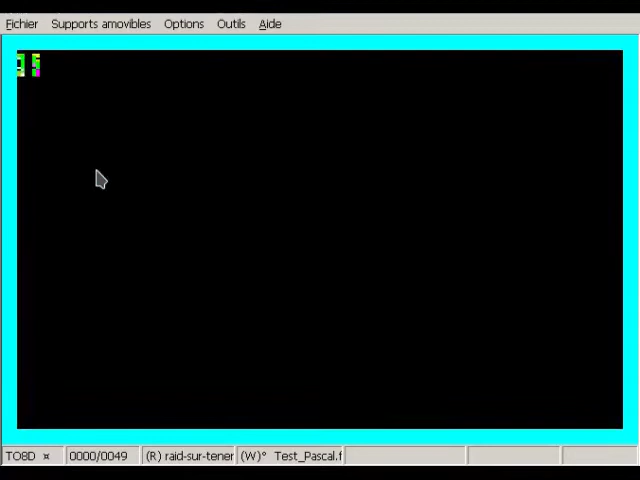 Fichier Supports amovibles Options Outils Aide
TO8D ¤ 0000/0049 (R) raid-sur-tener (W)° Test_Pascal.f